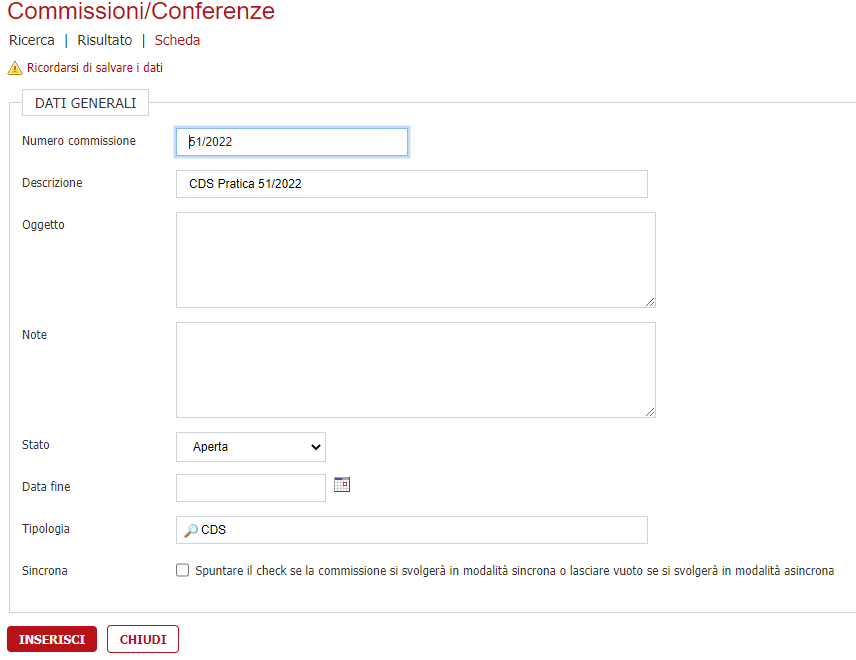 Commissioni/Conferenze
Ricerca | Risultato | Scheda
Ricordarsi di salvare i dati
DATI GENERALI
Numero commissione 51/2022
Descrizione CDS Pratica 51/2022
Oggetto
Note
Stato Aperta
Data fine
Tipologia CDS
Sincrona Spuntare il check se la commissione si svolgerà in modalità sincrona o lasciare vuoto se si svolgerà in modalità asincrona
INSERISCI CHIUDI